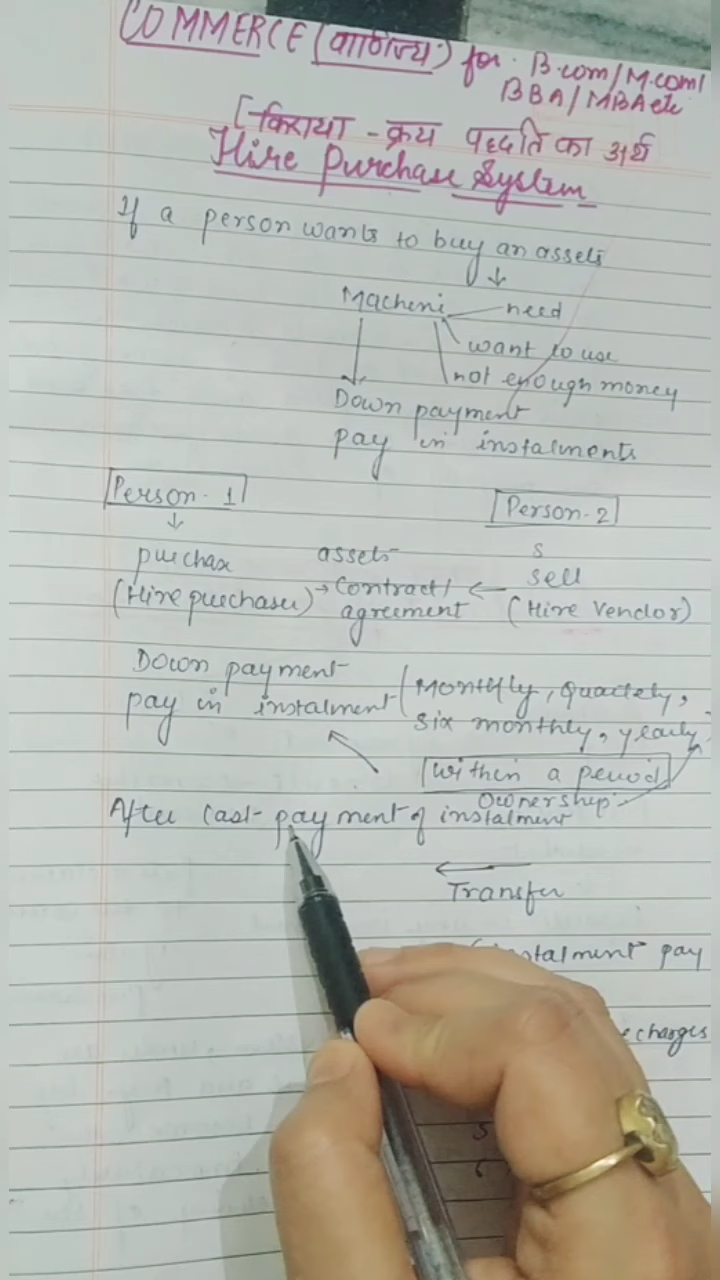 COMMERCE (वाणिज्य) for B.com/M.com/
BBA/MBA etc
[किराया - क्रय पद्दति का अर्थ
Hire Purchase System
If a person wants to buy an assets
Macheni need
want to use
not enough money
Down payment
pay in instalments
Person-1 Person-2
purchase assets s
sell
(Hire purchaser) → contract/ ← (Hire Vendor)
agreement
Down payment
pay in instalment (Monthly, quartely,
six monthly, yearly
Within a period
Ownership
After last payment of instalment
Transfer
instalment pay
charges